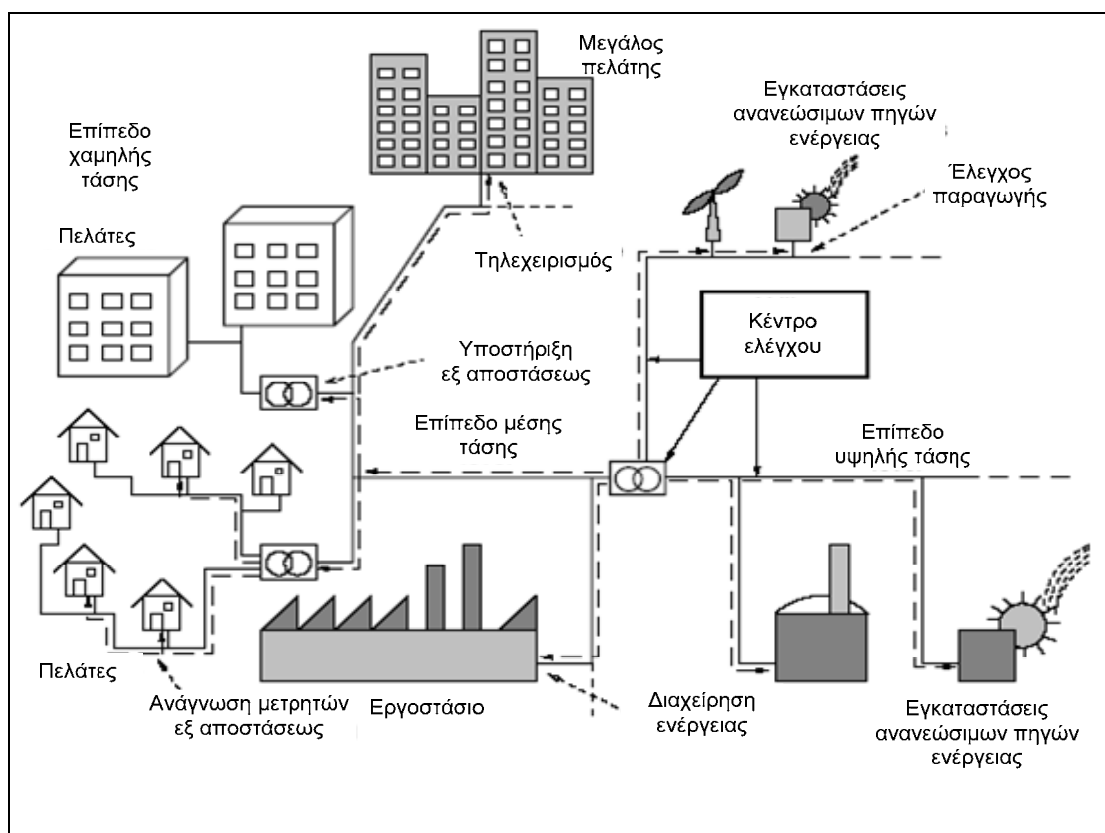 Μεγάλος
πελάτης
Εγκαταστάσεις
ανανεώσιμων πηγών
ενέργειας
Επίπεδο
χαμηλής
τάσης
Έλεγχος
παραγωγής
Πελάτες
Τηλεχειρισμός
Κέντρο
ελέγχου
Υποστήριξη
εξ αποστάσεως
Επίπεδο μέσης
τάσης
Επίπεδο
υψηλής τάσης
Πελάτες
Ανάγνωση μετρητών
εξ αποστάσεως
Εργοστάσιο
Διαχείρηση
ενέργειας
Εγκαταστάσεις
ανανεώσιμων πηγών
ενέργειας